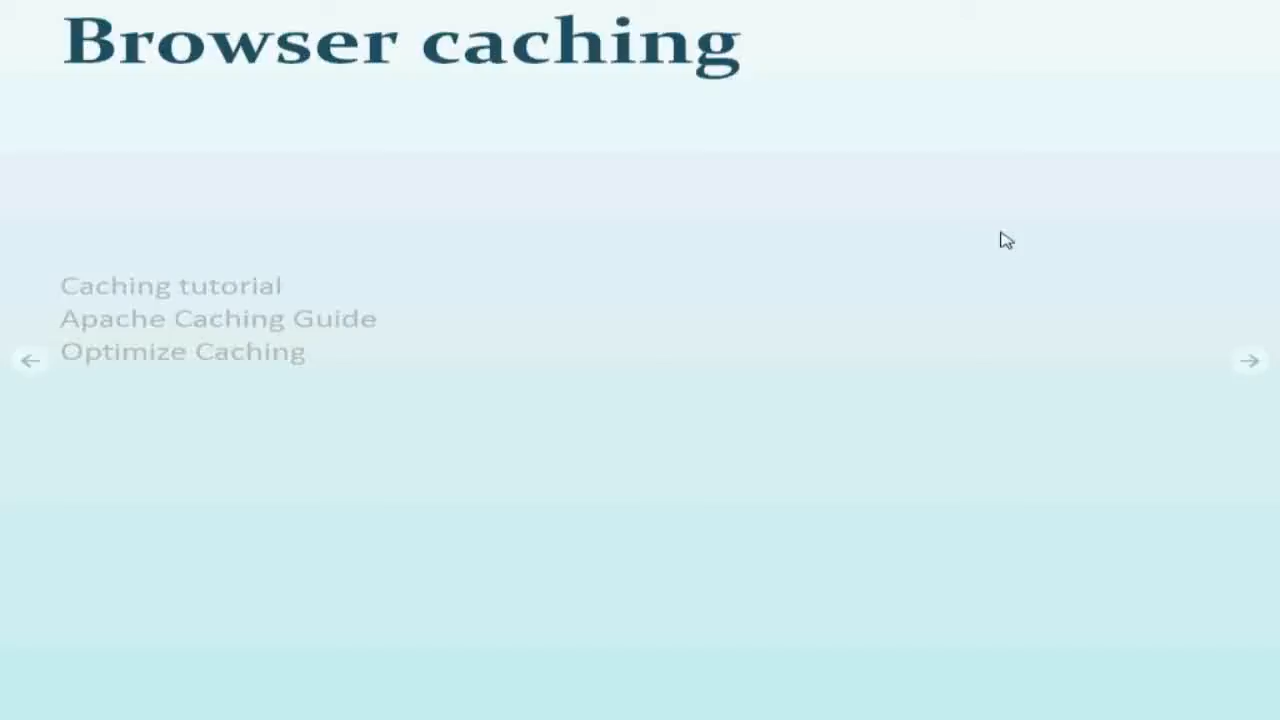 Browser caching
Caching tutorial
Apache Caching Guide
Optimize Caching